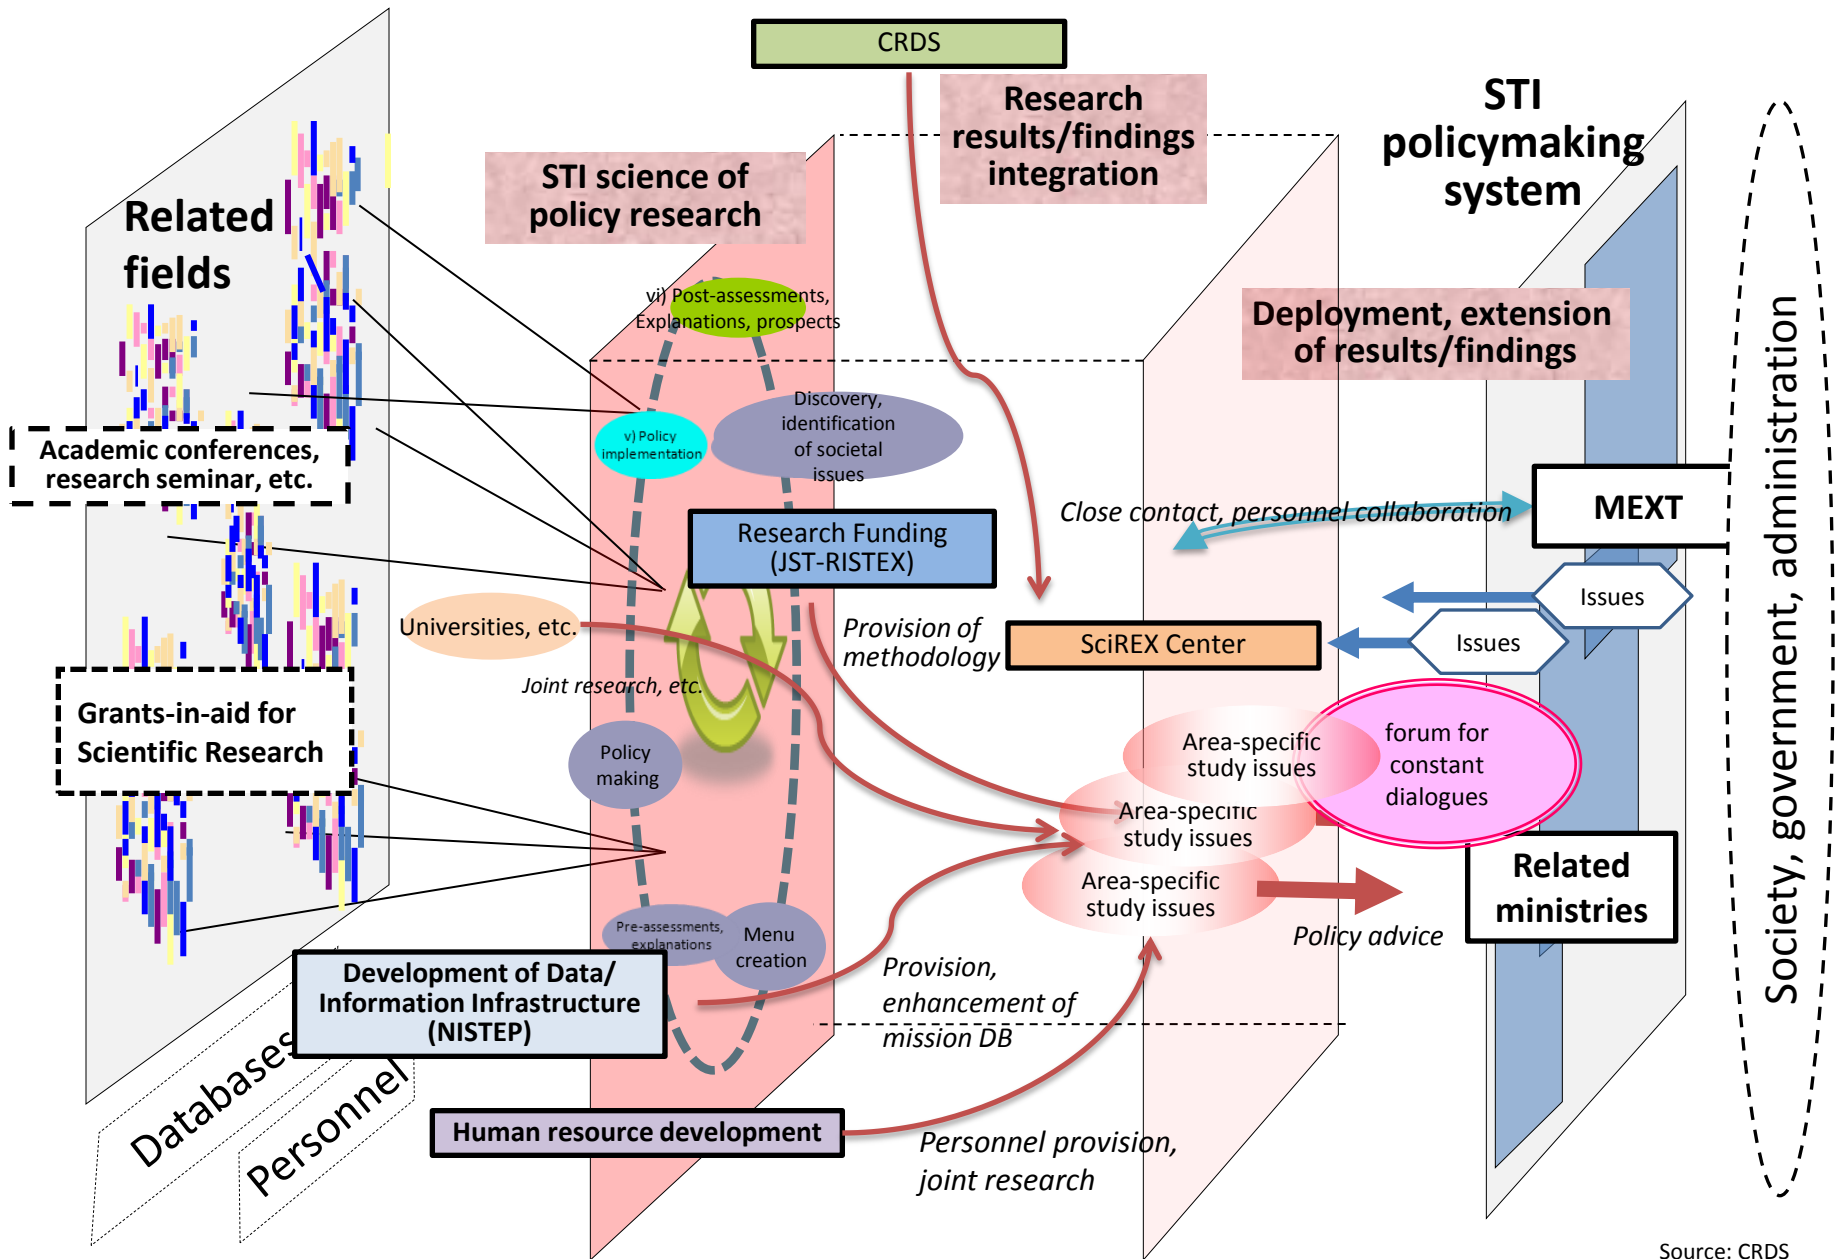 CRDS
Research
results/findings
integration
STI
policymaking
system
STI science of
policy research
Related
fields
vi) Post-assessments,
Explanations, prospects
Deployment, extension
of results/findings
Society, government, administration
Discovery,
identification
of societal
issues
v) Policy
implementation
Academic conferences,
research seminar, etc.
Close contact, personnel collaboration
MEXT
Research Funding
(JST-RISTEX)
Issues
Universities, etc.
Provision of
methodology
SciREX Center
Issues
Joint research, etc.
Grants-in-aid for
Scientific Research
Policy
making
Area-specific
study issues
forum for
constant
dialogues
Area-specific
study issues
Area-specific
study issues
Related
ministries
Policy advice
Pre-assessments,
explanations
Menu
creation
Development of Data/
Information Infrastructure
(NISTEP)
Provision,
enhancement of
mission DB
Databases
Personnel
Human resource development
Personnel provision,
joint research
Source: CRDS